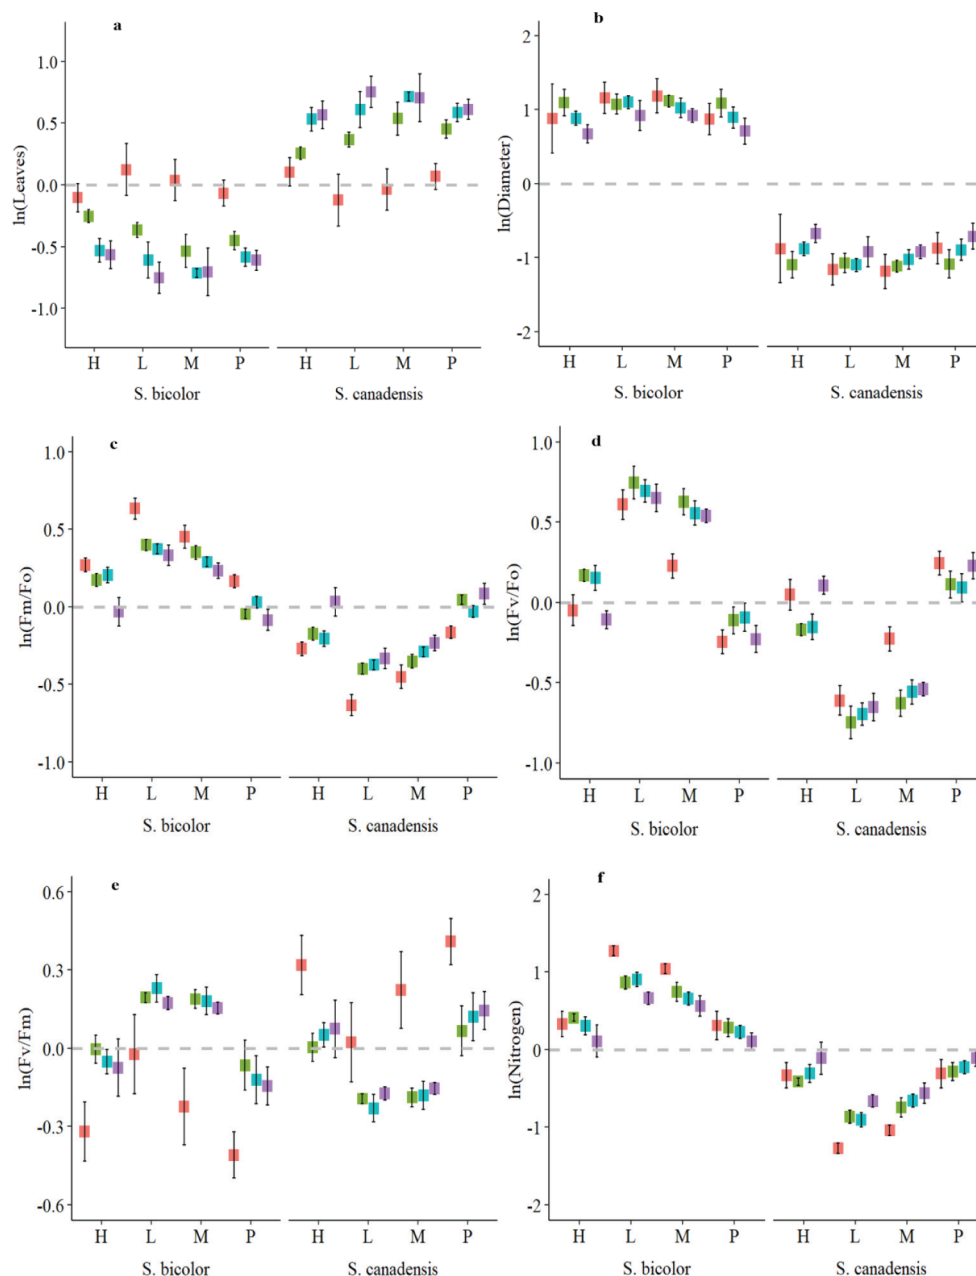 a
ln(Leaves)
1.0
0.5
0.0
-0.5
-1.0
H L M P H L M P
S. bicolor S. canadensis
b
ln(Diameter)
2
1
0
-1
-2
H L M P H L M P
S. bicolor S. canadensis
c
ln(Fm/Fo)
1.0
0.5
0.0
-0.5
-1.0
H L M P H L M P
S. bicolor S. canadensis
d
ln(Fv/Fo)
1.0
0.5
0.0
-0.5
-1.0
H L M P H L M P
S. bicolor S. canadensis
e
ln(Fv/Fm)
0.6
0.3
0.0
-0.3
-0.6
H L M P H L M P
S. bicolor S. canadensis
f
ln(Nitrogen)
2
1
0
-1
-2
H L M P H L M P
S. bicolor S. canadensis